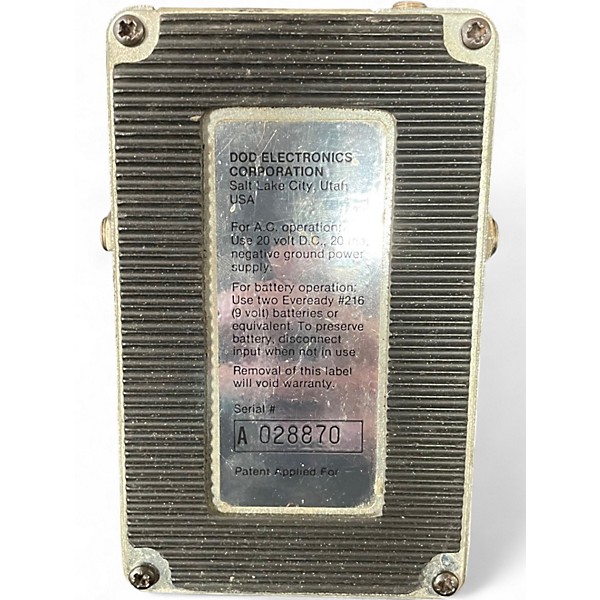 DOD ELECTRONICS
CORPORATION
Salt Lake City, Utah
USA
For A.C. operation:
Use 20 volt D.C., 20 ma,
negative ground power
supply.
For battery operation:
Use two Eveready #216
(9 volt) batteries or
equivalent. To preserve
battery, disconnect
input when not in use.
Removal of this label
will void warranty.
Serial #
A 028870
Patent Applied For